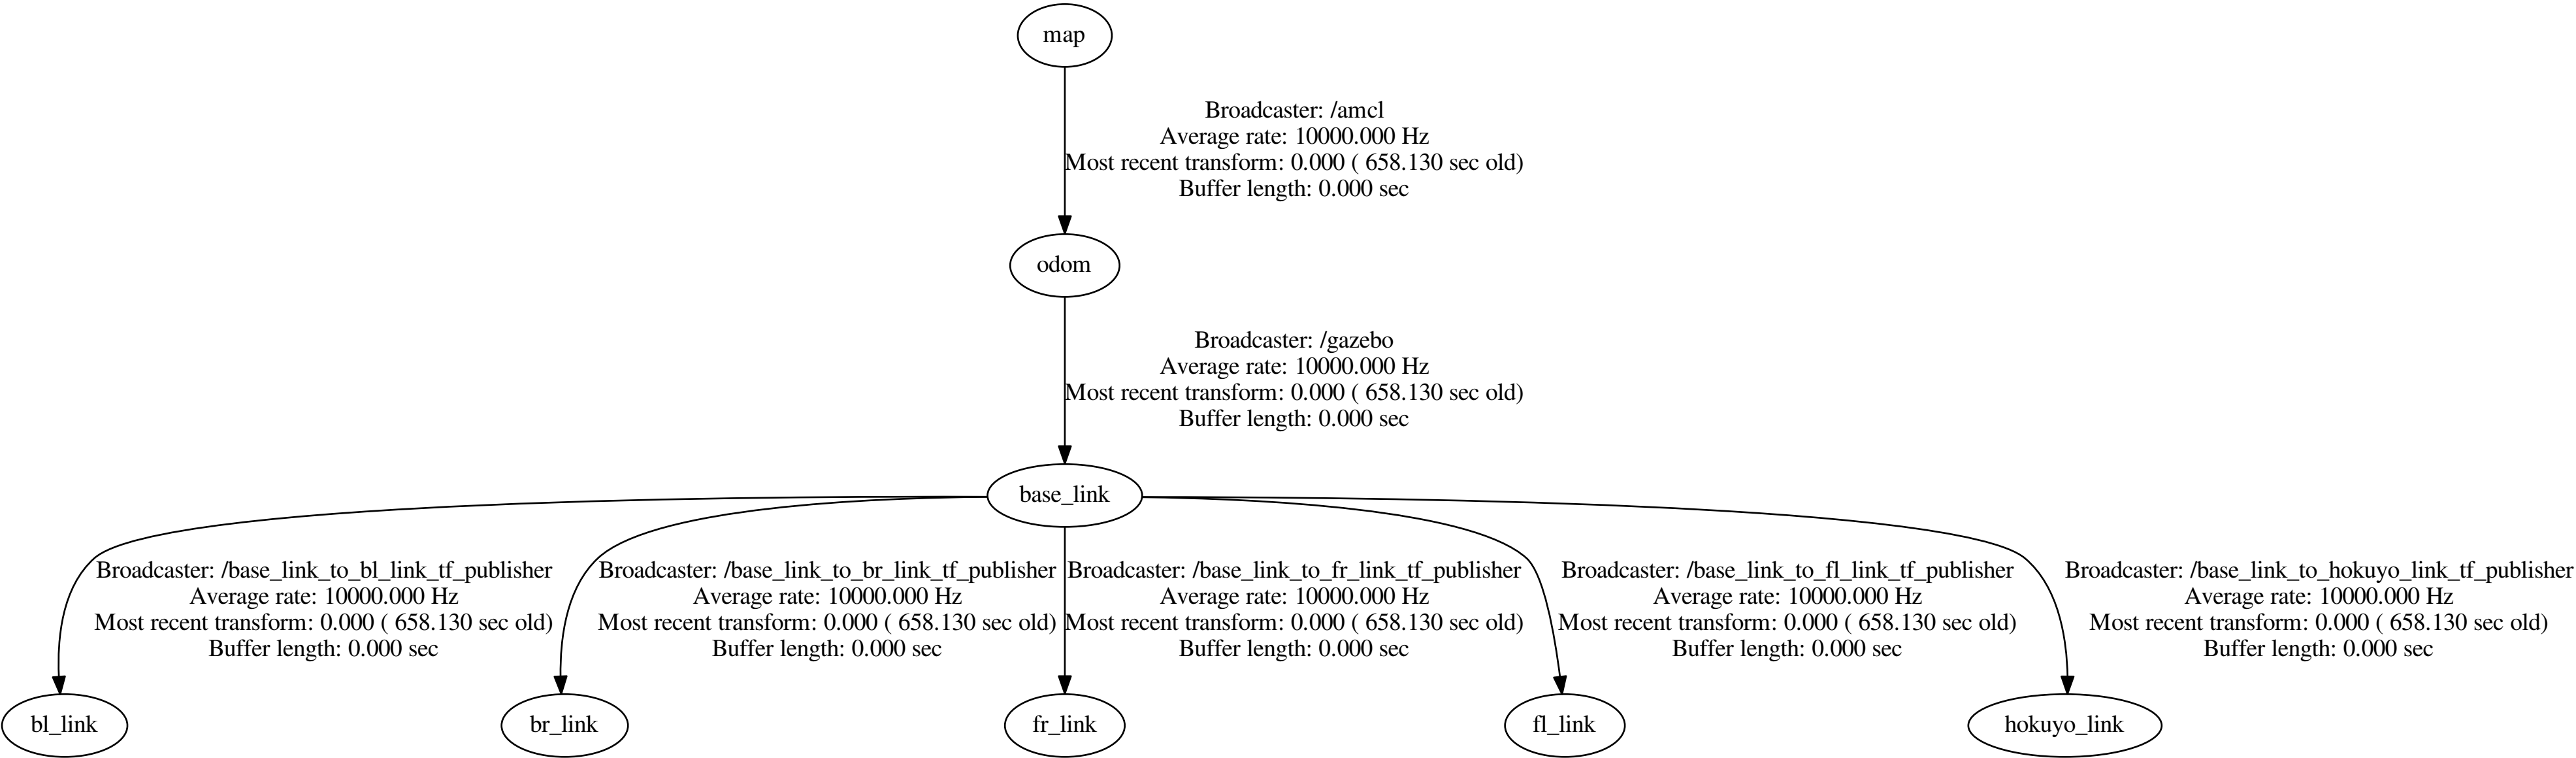 map
Broadcaster: /amcl
Average rate: 10000.000 Hz
Most recent transform: 0.000 ( 658.130 sec old)
Buffer length: 0.000 sec
odom
Broadcaster: /gazebo
Average rate: 10000.000 Hz
Most recent transform: 0.000 ( 658.130 sec old)
Buffer length: 0.000 sec
base_link
Broadcaster: /base_link_to_bl_link_tf_publisher
Average rate: 10000.000 Hz
Most recent transform: 0.000 ( 658.130 sec old)
Buffer length: 0.000 sec
Broadcaster: /base_link_to_br_link_tf_publisher
Average rate: 10000.000 Hz
Most recent transform: 0.000 ( 658.130 sec old)
Buffer length: 0.000 sec
Broadcaster: /base_link_to_fr_link_tf_publisher
Average rate: 10000.000 Hz
Most recent transform: 0.000 ( 658.130 sec old)
Buffer length: 0.000 sec
Broadcaster: /base_link_to_fl_link_tf_publisher
Average rate: 10000.000 Hz
Most recent transform: 0.000 ( 658.130 sec old)
Buffer length: 0.000 sec
Broadcaster: /base_link_to_hokuyo_link_tf_publisher
Average rate: 10000.000 Hz
Most recent transform: 0.000 ( 658.130 sec old)
Buffer length: 0.000 sec
bl_link
br_link
fr_link
fl_link
hokuyo_link